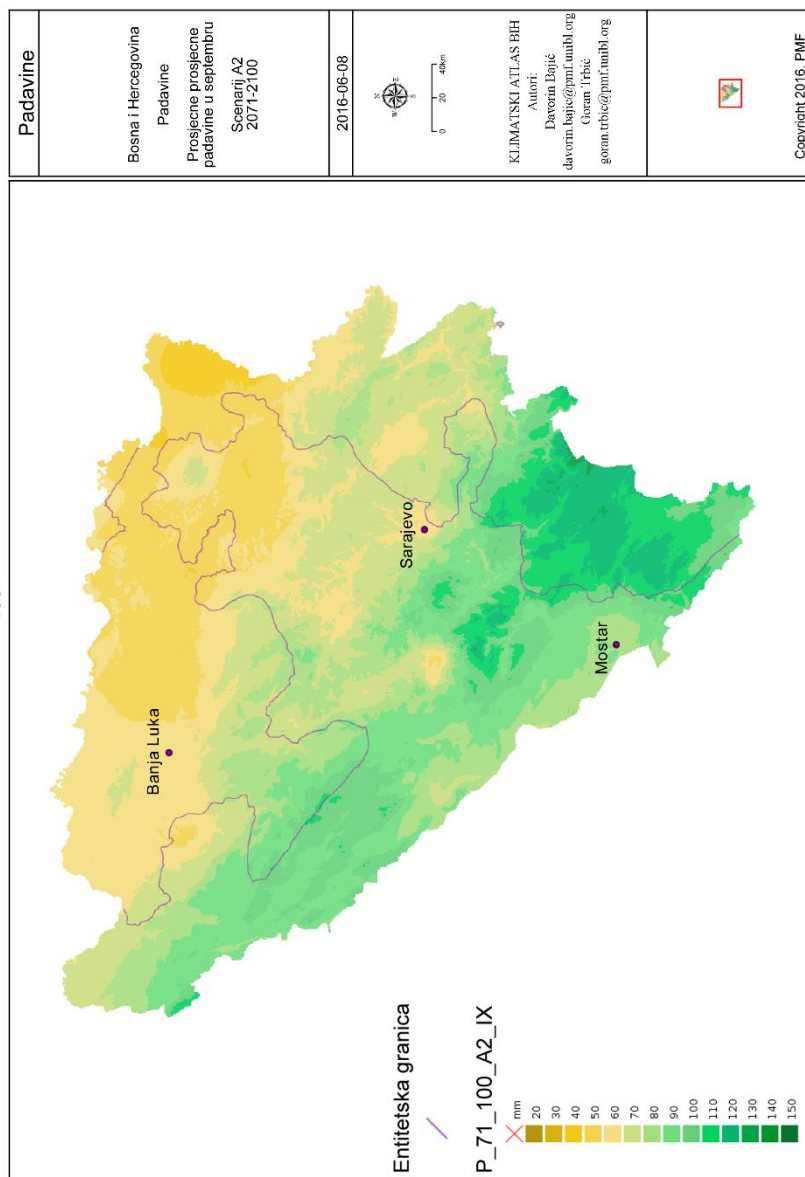 Padavine
Bosna i Hercegovina
Padavine
Prosjecne prosjecne
padavine u septembru
Scenarij A2
2071-2100
2016-06-08
N
W
E
S
0
20
40km
KLIMATSKI ATLAS BIH
Autori:
Davorin Bajić
davorin.bajic@pmf.unibl.org
Goran Trbić
goran.trbic@pmf.unibl.org
Copyright 2016, PMF
Banja Luka
Sarajevo
Mostar
Entitetska granica
P_71_100_A2_IX
mm
20
30
40
50
60
70
80
90
100
110
120
130
140
150